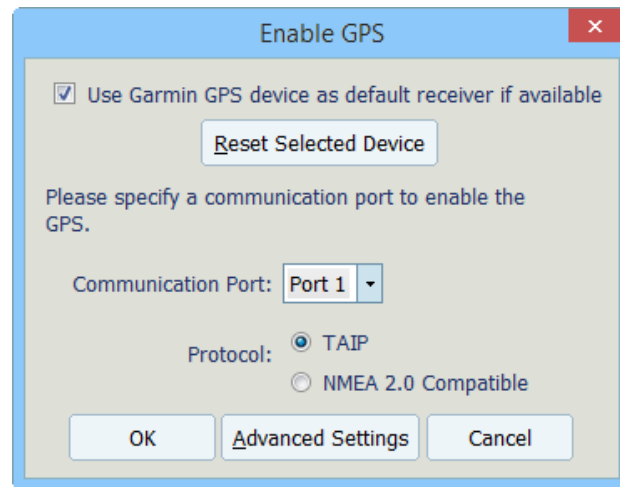 Enable GPS
Use Garmin GPS device as default receiver if available
Reset Selected Device
Please specify a communication port to enable the
GPS.
Communication Port: Port 1
Protocol: TAIP
NMEA 2.0 Compatible
OK Advanced Settings Cancel